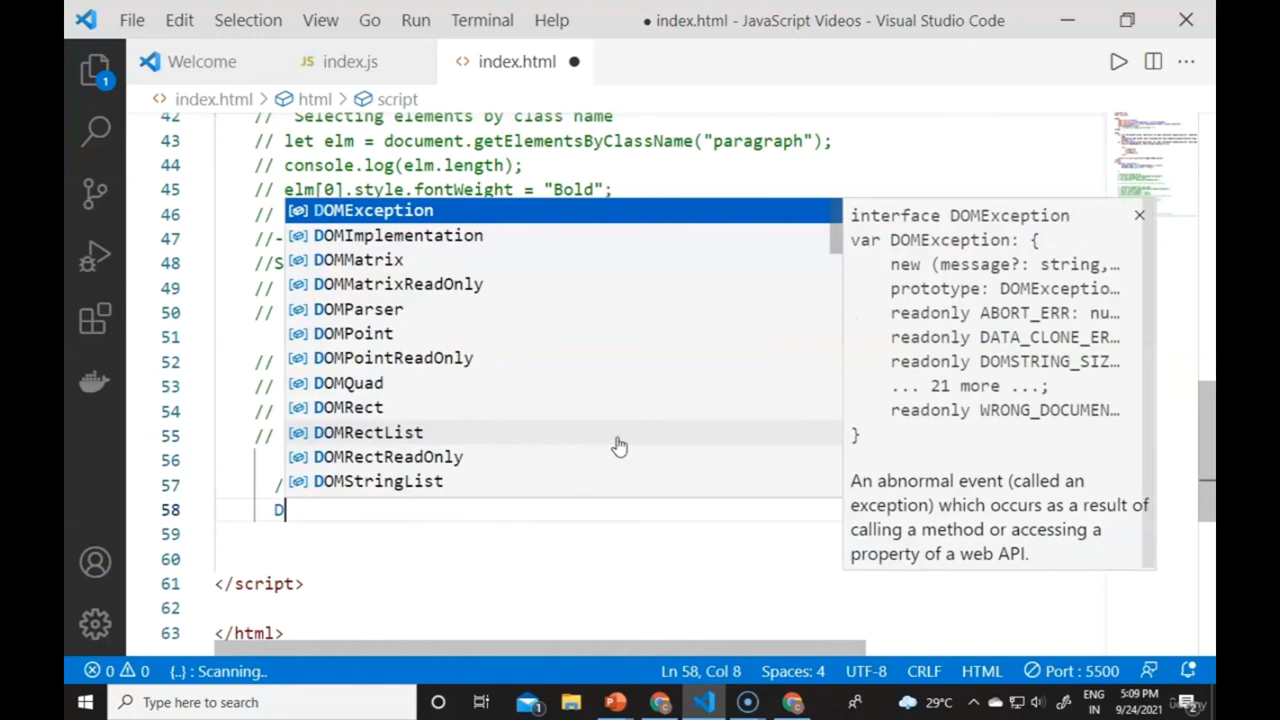 File Edit Selection View Go Run Terminal Help ● index.html - JavaScript Videos - Visual Studio Code
Welcome JS index.js <> index.html ●
<> index.html > html > script
42 // Selecting elements by class name
43 // let elm = document.getElementsByClassName("paragraph");
44 // console.log(elm.length);
45 // elm[0].style.fontWeight = "Bold";
46 //
47 //-
48 //S
49 //
50 //
51
52 //
53 //
54 //
55 //
56
57 /
58 D
59
60
61 </script>
62
63 </html>
DOMException
DOMImplementation
DOMMatrix
DOMMatrixReadOnly
DOMParser
DOMPoint
DOMPointReadOnly
DOMQuad
DOMRect
DOMRectList
DOMRectReadOnly
DOMStringList
interface DOMException
var DOMException: {
new (message?: string,…
prototype: DOMExceptio…
readonly ABORT_ERR: nu…
readonly DATA_CLONE_ER…
readonly DOMSTRING_SIZ…
... 21 more ...;
readonly WRONG_DOCUMEN…
}
An abnormal event (called an
exception) which occurs as a result of
calling a method or accessing a
property of a web API.
1
0 0 {..} : Scanning.. Ln 58, Col 8 Spaces: 4 UTF-8 CRLF HTML Port : 5500
Type here to search 1 29°C ENG 5:09 PM
IN 9/24/2021 2
Udemy